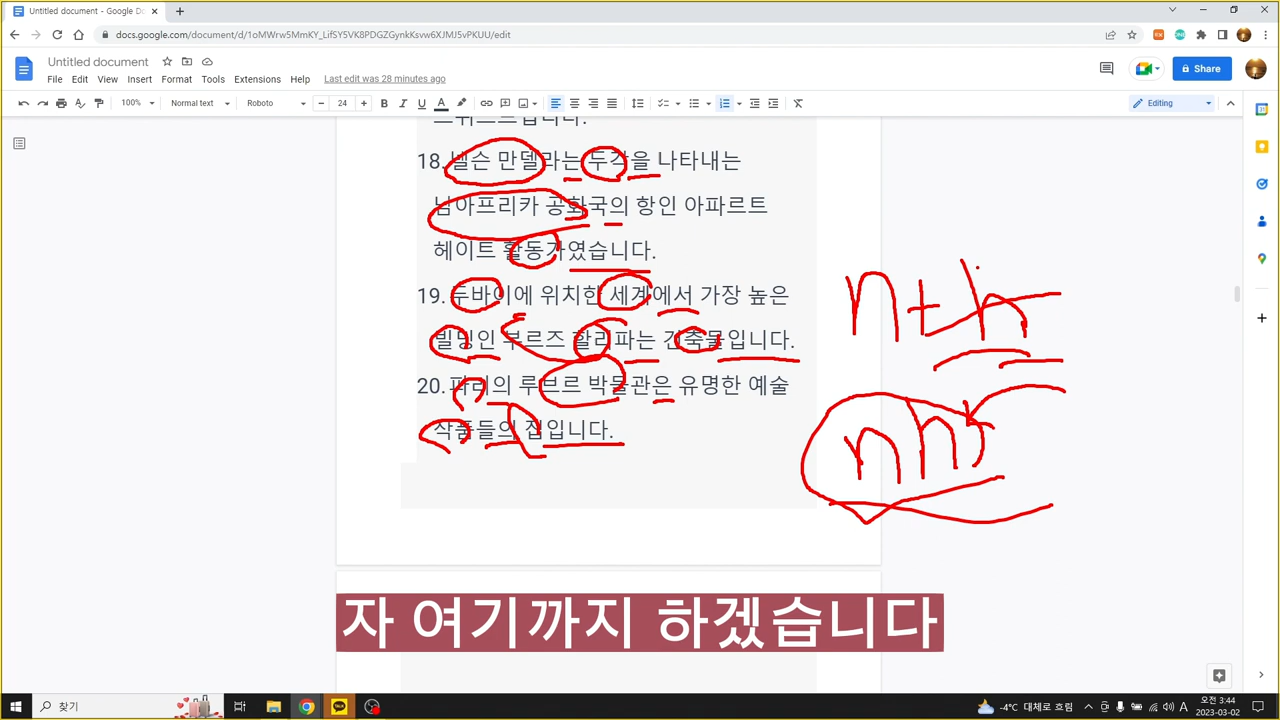 Untitled document - Google Do
docs.google.com/document/d/1oMWrw5MmKY_LifSY5VK8PDGZGynkKsvw6XJMJ5vPKUU/edit
Untitled document
File Edit View Insert Format Tools Extensions Help Last edit was 28 minutes ago
Share
100% Normal text Roboto 24 B I U A Editing
18. 넬슨 만델라는 두각을 나타내는
남아프리카 공화국의 항인 아파르트
헤이트 활동가였습니다.
19. 두바이에 위치한 세계에서 가장 높은
빌딩인 부르즈 할리파는 건축물입니다.
20. 파리의 루브르 박물관은 유명한 예술
작품들의 집입니다.
n+h
nh
자 여기까지 하겠습니다
찾기
-4°C 대체로 흐림 A 오전 3:44
2023-03-02